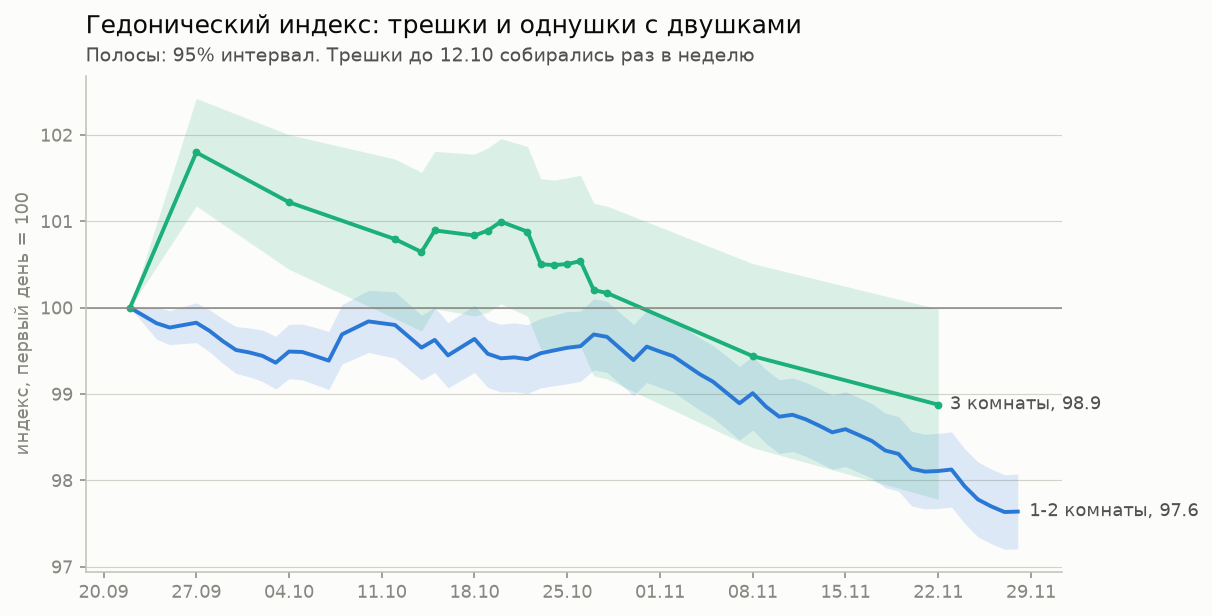 Гедонический индекс: трешки и однушки с двушками
Полосы: 95% интервал. Трешки до 12.10 собирались раз в неделю
индекс, первый день = 100
102
101
100
99
98
97
3 комнаты, 98.9
1-2 комнаты, 97.6
20.09 27.09 04.10 11.10 18.10 25.10 01.11 08.11 15.11 22.11 29.11